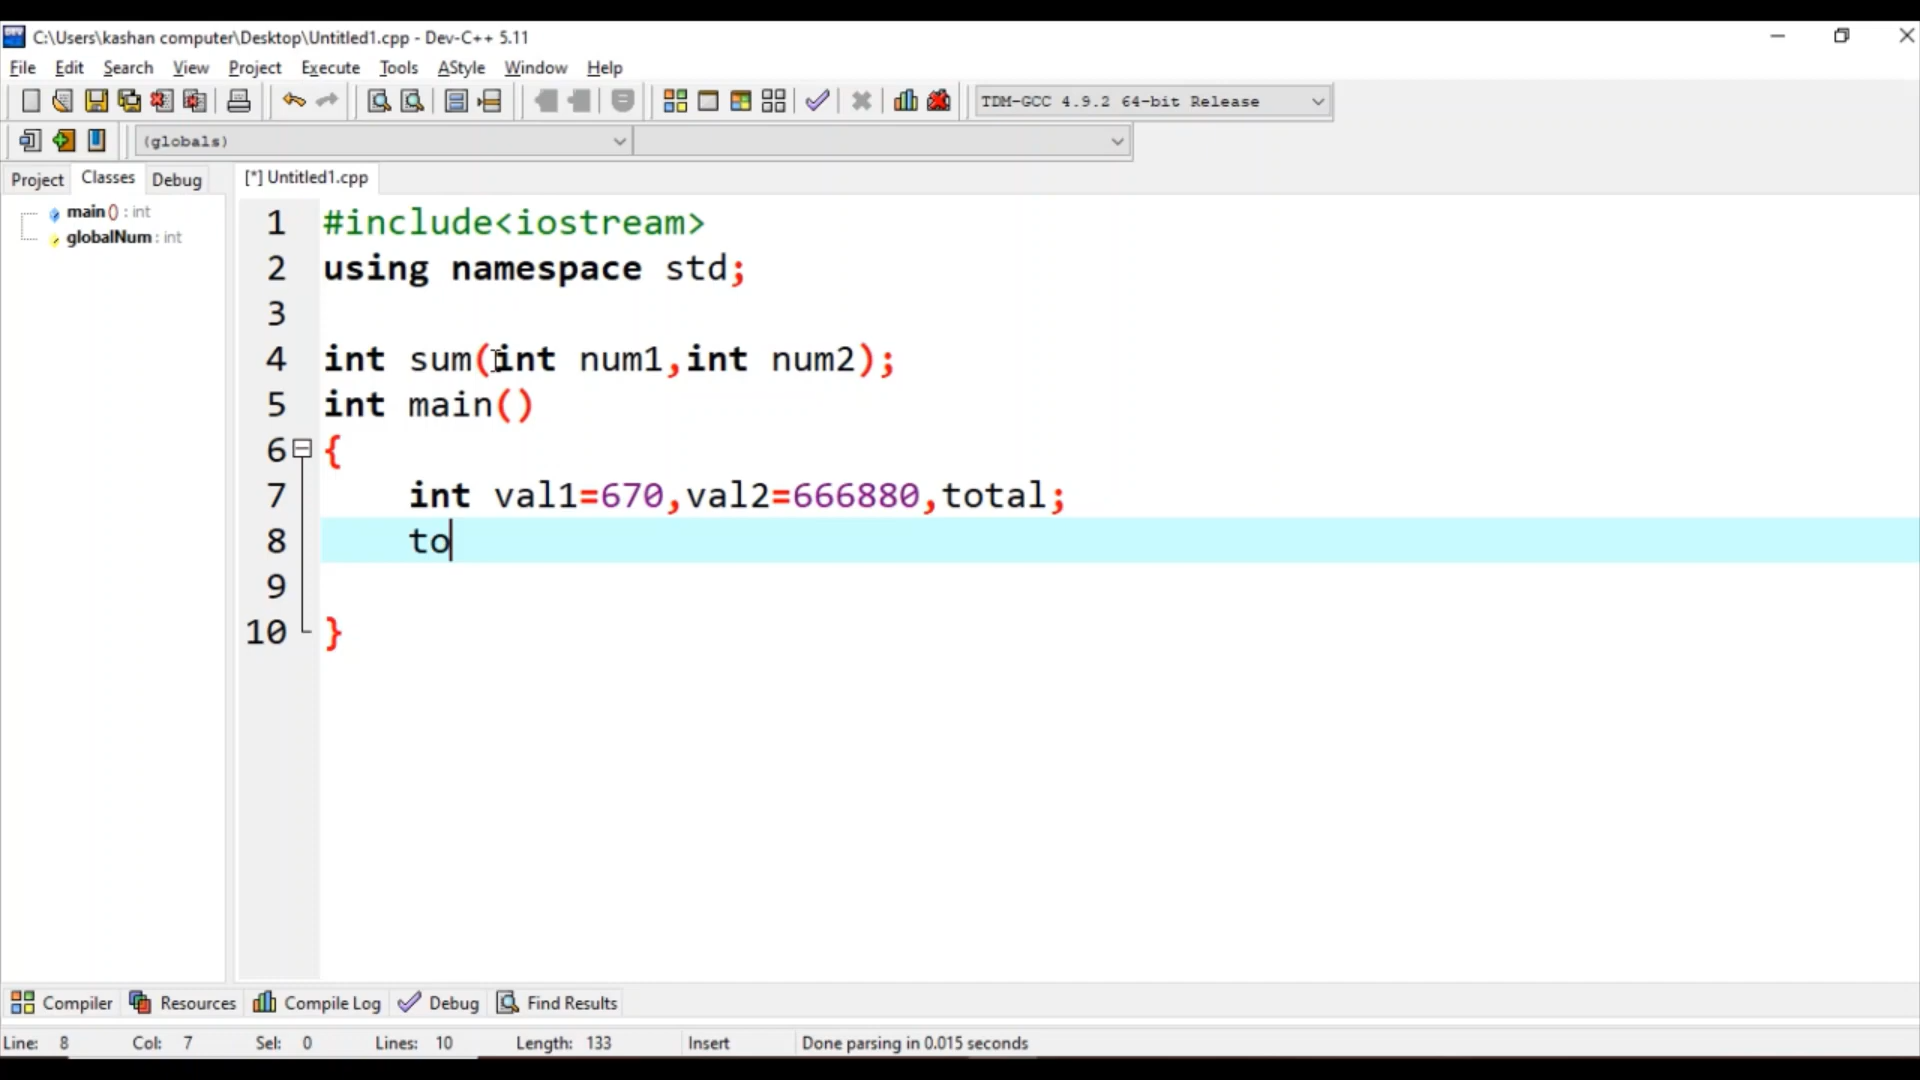 C:\Users\kashan computer\Desktop\Untitled1.cpp - Dev-C++ 5.11
File Edit Search View Project Execute Tools AStyle Window Help
TDM-GCC 4.9.2 64-bit Release
(globals)
Project Classes Debug [*] Untitled1.cpp
main () : int
globalNum : int
1 #include<iostream>
2 using namespace std;
3
4 int sum(int num1,int num2);
5 int main()
6 {
7 int val1=670,val2=666880,total;
8 to
9
10 }
Compiler Resources Compile Log Debug Find Results
Line: 8 Col: 7 Sel: 0 Lines: 10 Length: 133 Insert Done parsing in 0.015 seconds